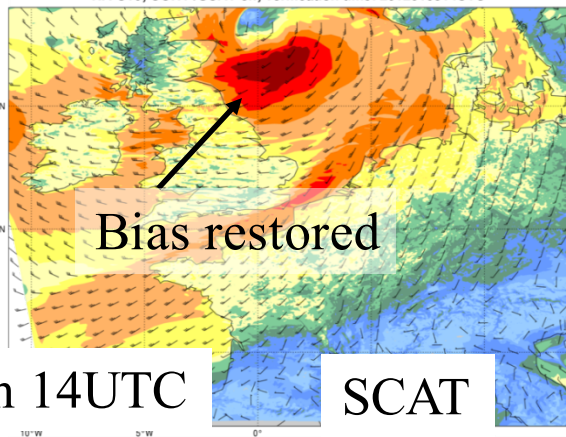 N
Bias restored
N
n 14UTC
SCAT
10°W
5°W
0°